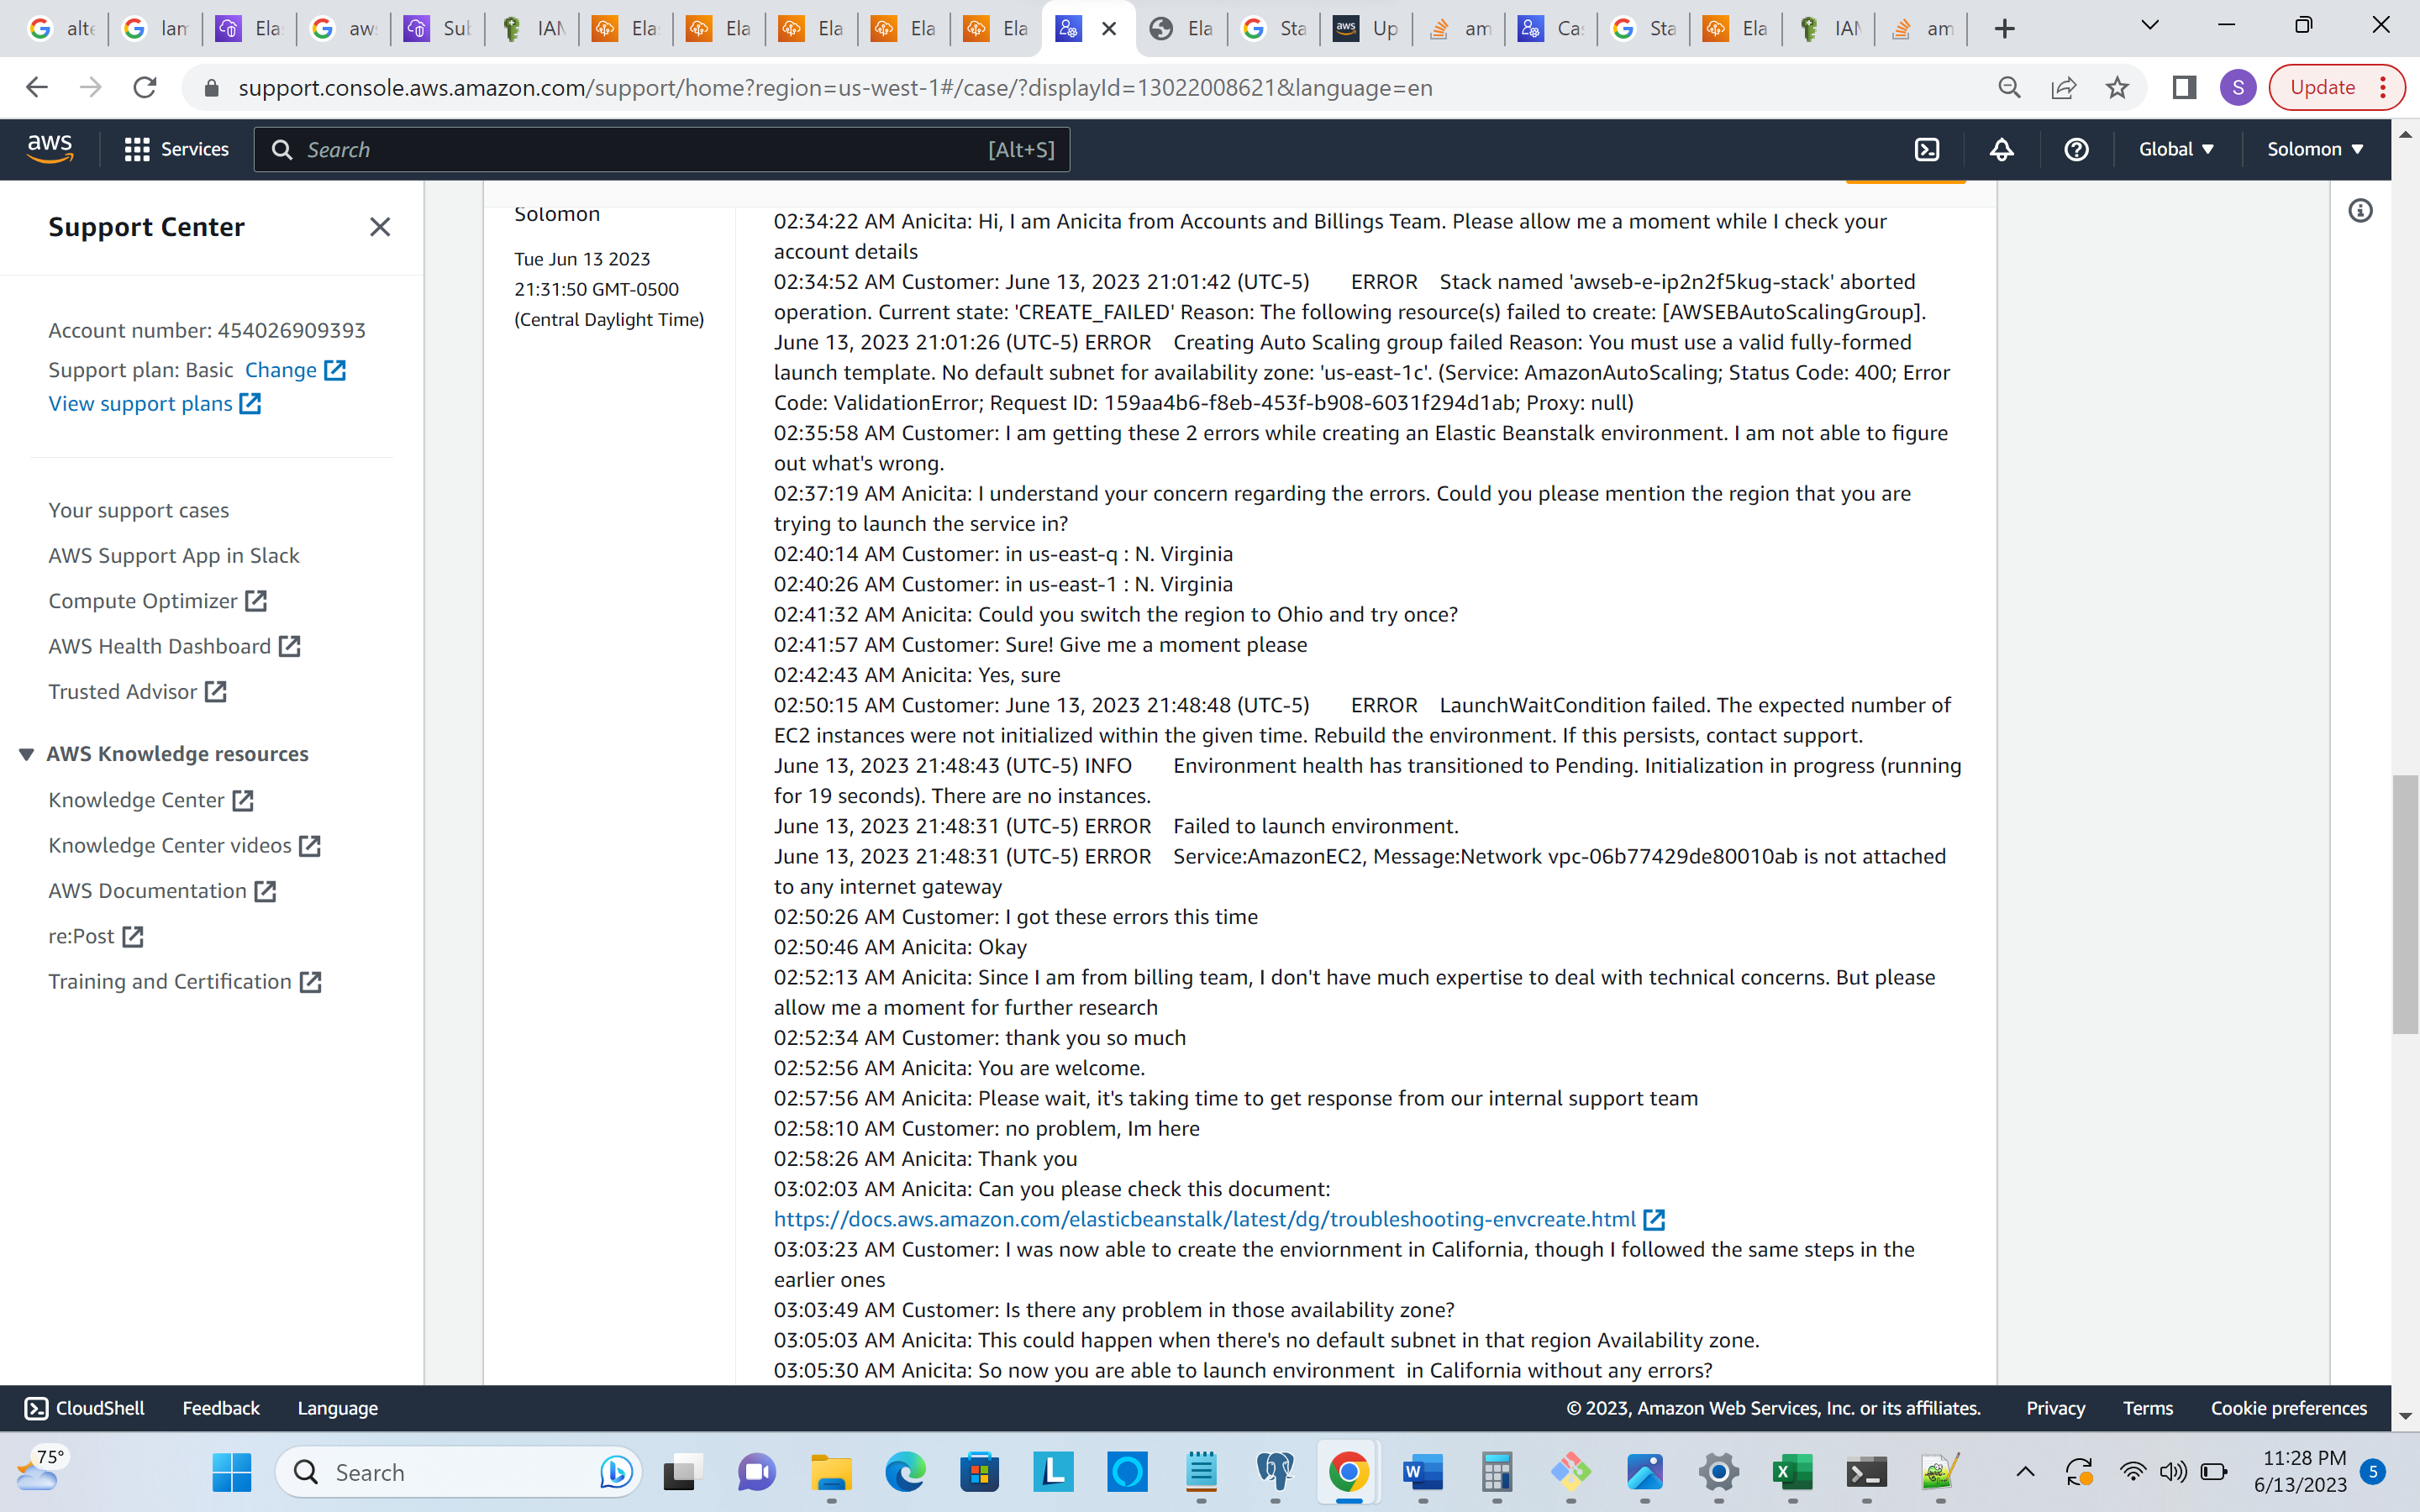 alte
lam
Ela
aws
Sub
IAM
Ela
Ela
Ela
Ela
Ela
Ela
Sta
Up
am
Ca
Sta
Ela
IAM
am
support.console.aws.amazon.com/support/home?region=us-west-1#/case/?displayId=13022008621&language=en
S
Update
aws
Services
Search
[Alt+S]
Global
Solomon
Support Center
Account number: 454026909393
Support plan: Basic Change
View support plans
Your support cases
AWS Support App in Slack
Compute Optimizer
AWS Health Dashboard
Trusted Advisor
AWS Knowledge resources
Knowledge Center
Knowledge Center videos
AWS Documentation
re:Post
Training and Certification
Solomon
Tue Jun 13 2023
21:31:50 GMT-0500
(Central Daylight Time)
02:34:22 AM Anicita: Hi, I am Anicita from Accounts and Billings Team. Please allow me a moment while I check your
account details
02:34:52 AM Customer: June 13, 2023 21:01:42 (UTC-5) ERROR Stack named 'awseb-e-ip2n2f5kug-stack' aborted
operation. Current state: 'CREATE_FAILED' Reason: The following resource(s) failed to create: [AWSEBAutoScalingGroup].
June 13, 2023 21:01:26 (UTC-5) ERROR Creating Auto Scaling group failed Reason: You must use a valid fully-formed
launch template. No default subnet for availability zone: 'us-east-1c'. (Service: AmazonAutoScaling; Status Code: 400; Error
Code: ValidationError; Request ID: 159aa4b6-f8eb-453f-b908-6031f294d1ab; Proxy: null)
02:35:58 AM Customer: I am getting these 2 errors while creating an Elastic Beanstalk environment. I am not able to figure
out what's wrong.
02:37:19 AM Anicita: I understand your concern regarding the errors. Could you please mention the region that you are
trying to launch the service in?
02:40:14 AM Customer: in us-east-q : N. Virginia
02:40:26 AM Customer: in us-east-1 : N. Virginia
02:41:32 AM Anicita: Could you switch the region to Ohio and try once?
02:41:57 AM Customer: Sure! Give me a moment please
02:42:43 AM Anicita: Yes, sure
02:50:15 AM Customer: June 13, 2023 21:48:48 (UTC-5) ERROR LaunchWaitCondition failed. The expected number of
EC2 instances were not initialized within the given time. Rebuild the environment. If this persists, contact support.
June 13, 2023 21:48:43 (UTC-5) INFO Environment health has transitioned to Pending. Initialization in progress (running
for 19 seconds). There are no instances.
June 13, 2023 21:48:31 (UTC-5) ERROR Failed to launch environment.
June 13, 2023 21:48:31 (UTC-5) ERROR Service:AmazonEC2, Message:Network vpc-06b77429de80010ab is not attached
to any internet gateway
02:50:26 AM Customer: I got these errors this time
02:50:46 AM Anicita: Okay
02:52:13 AM Anicita: Since I am from billing team, I don't have much expertise to deal with technical concerns. But please
allow me a moment for further research
02:52:34 AM Customer: thank you so much
02:52:56 AM Anicita: You are welcome.
02:57:56 AM Anicita: Please wait, it's taking time to get response from our internal support team
02:58:10 AM Customer: no problem, Im here
02:58:26 AM Anicita: Thank you
03:02:03 AM Anicita: Can you please check this document:
https://docs.aws.amazon.com/elasticbeanstalk/latest/dg/troubleshooting-envcreate.html
03:03:23 AM Customer: I was now able to create the enviornment in California, though I followed the same steps in the
earlier ones
03:03:49 AM Customer: Is there any problem in those availability zone?
03:05:03 AM Anicita: This could happen when there's no default subnet in that region Availability zone.
03:05:30 AM Anicita: So now you are able to launch environment in California without any errors?
CloudShell
Feedback
Language
© 2023, Amazon Web Services, Inc. or its affiliates.
Privacy
Terms
Cookie preferences
75°
Search
11:28 PM
6/13/2023
5